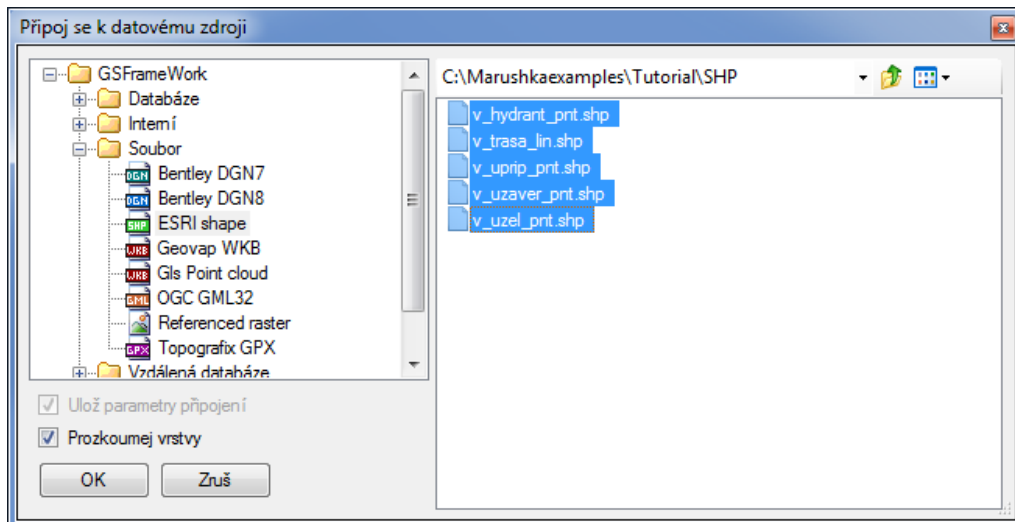 Připoj se k datovému zdroji
GSFrameWork
Databáze
Interní
Soubor
DGN Bentley DGN7
DGN Bentley DGN8
SHP ESRI shape
WKB Geovap WKB
WKB Gls Point cloud
GML OGC GML32
Referenced raster
GPX Topografix GPX
Vzdálená databáze
Ulož parametry připojení
Prozkoumej vrstvy
OK
Zruš
C:\Marushkaexamples\Tutorial\SHP
v_hydrant_pnt.shp
v_trasa_lin.shp
v_uprip_pnt.shp
v_uzaver_pnt.shp
v_uzel_pnt.shp